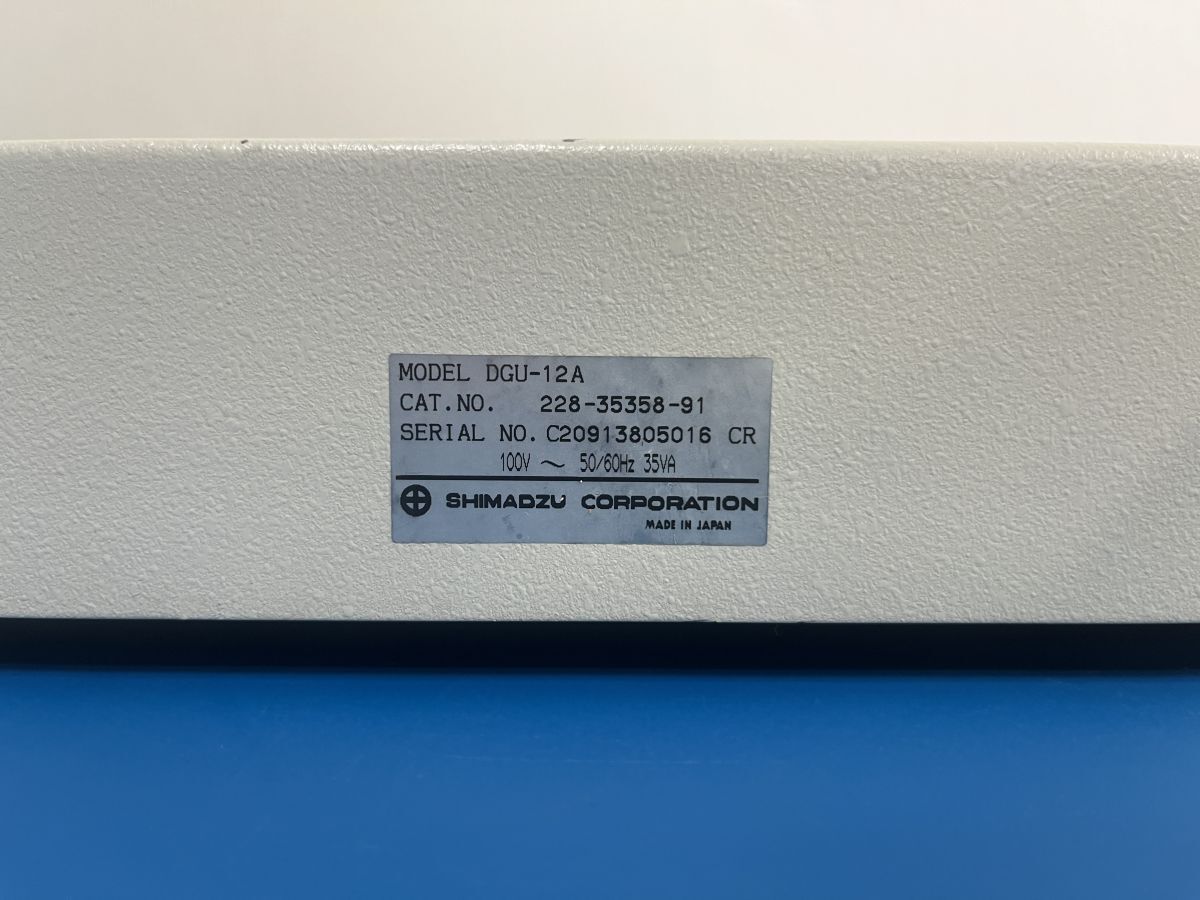 MODEL DGU-12A
CAT.NO. 228-35358-91
SERIAL NO. C20913805016 CR
100V ~ 50/60Hz 35VA
SHIMADZU CORPORATION
MADE IN JAPAN